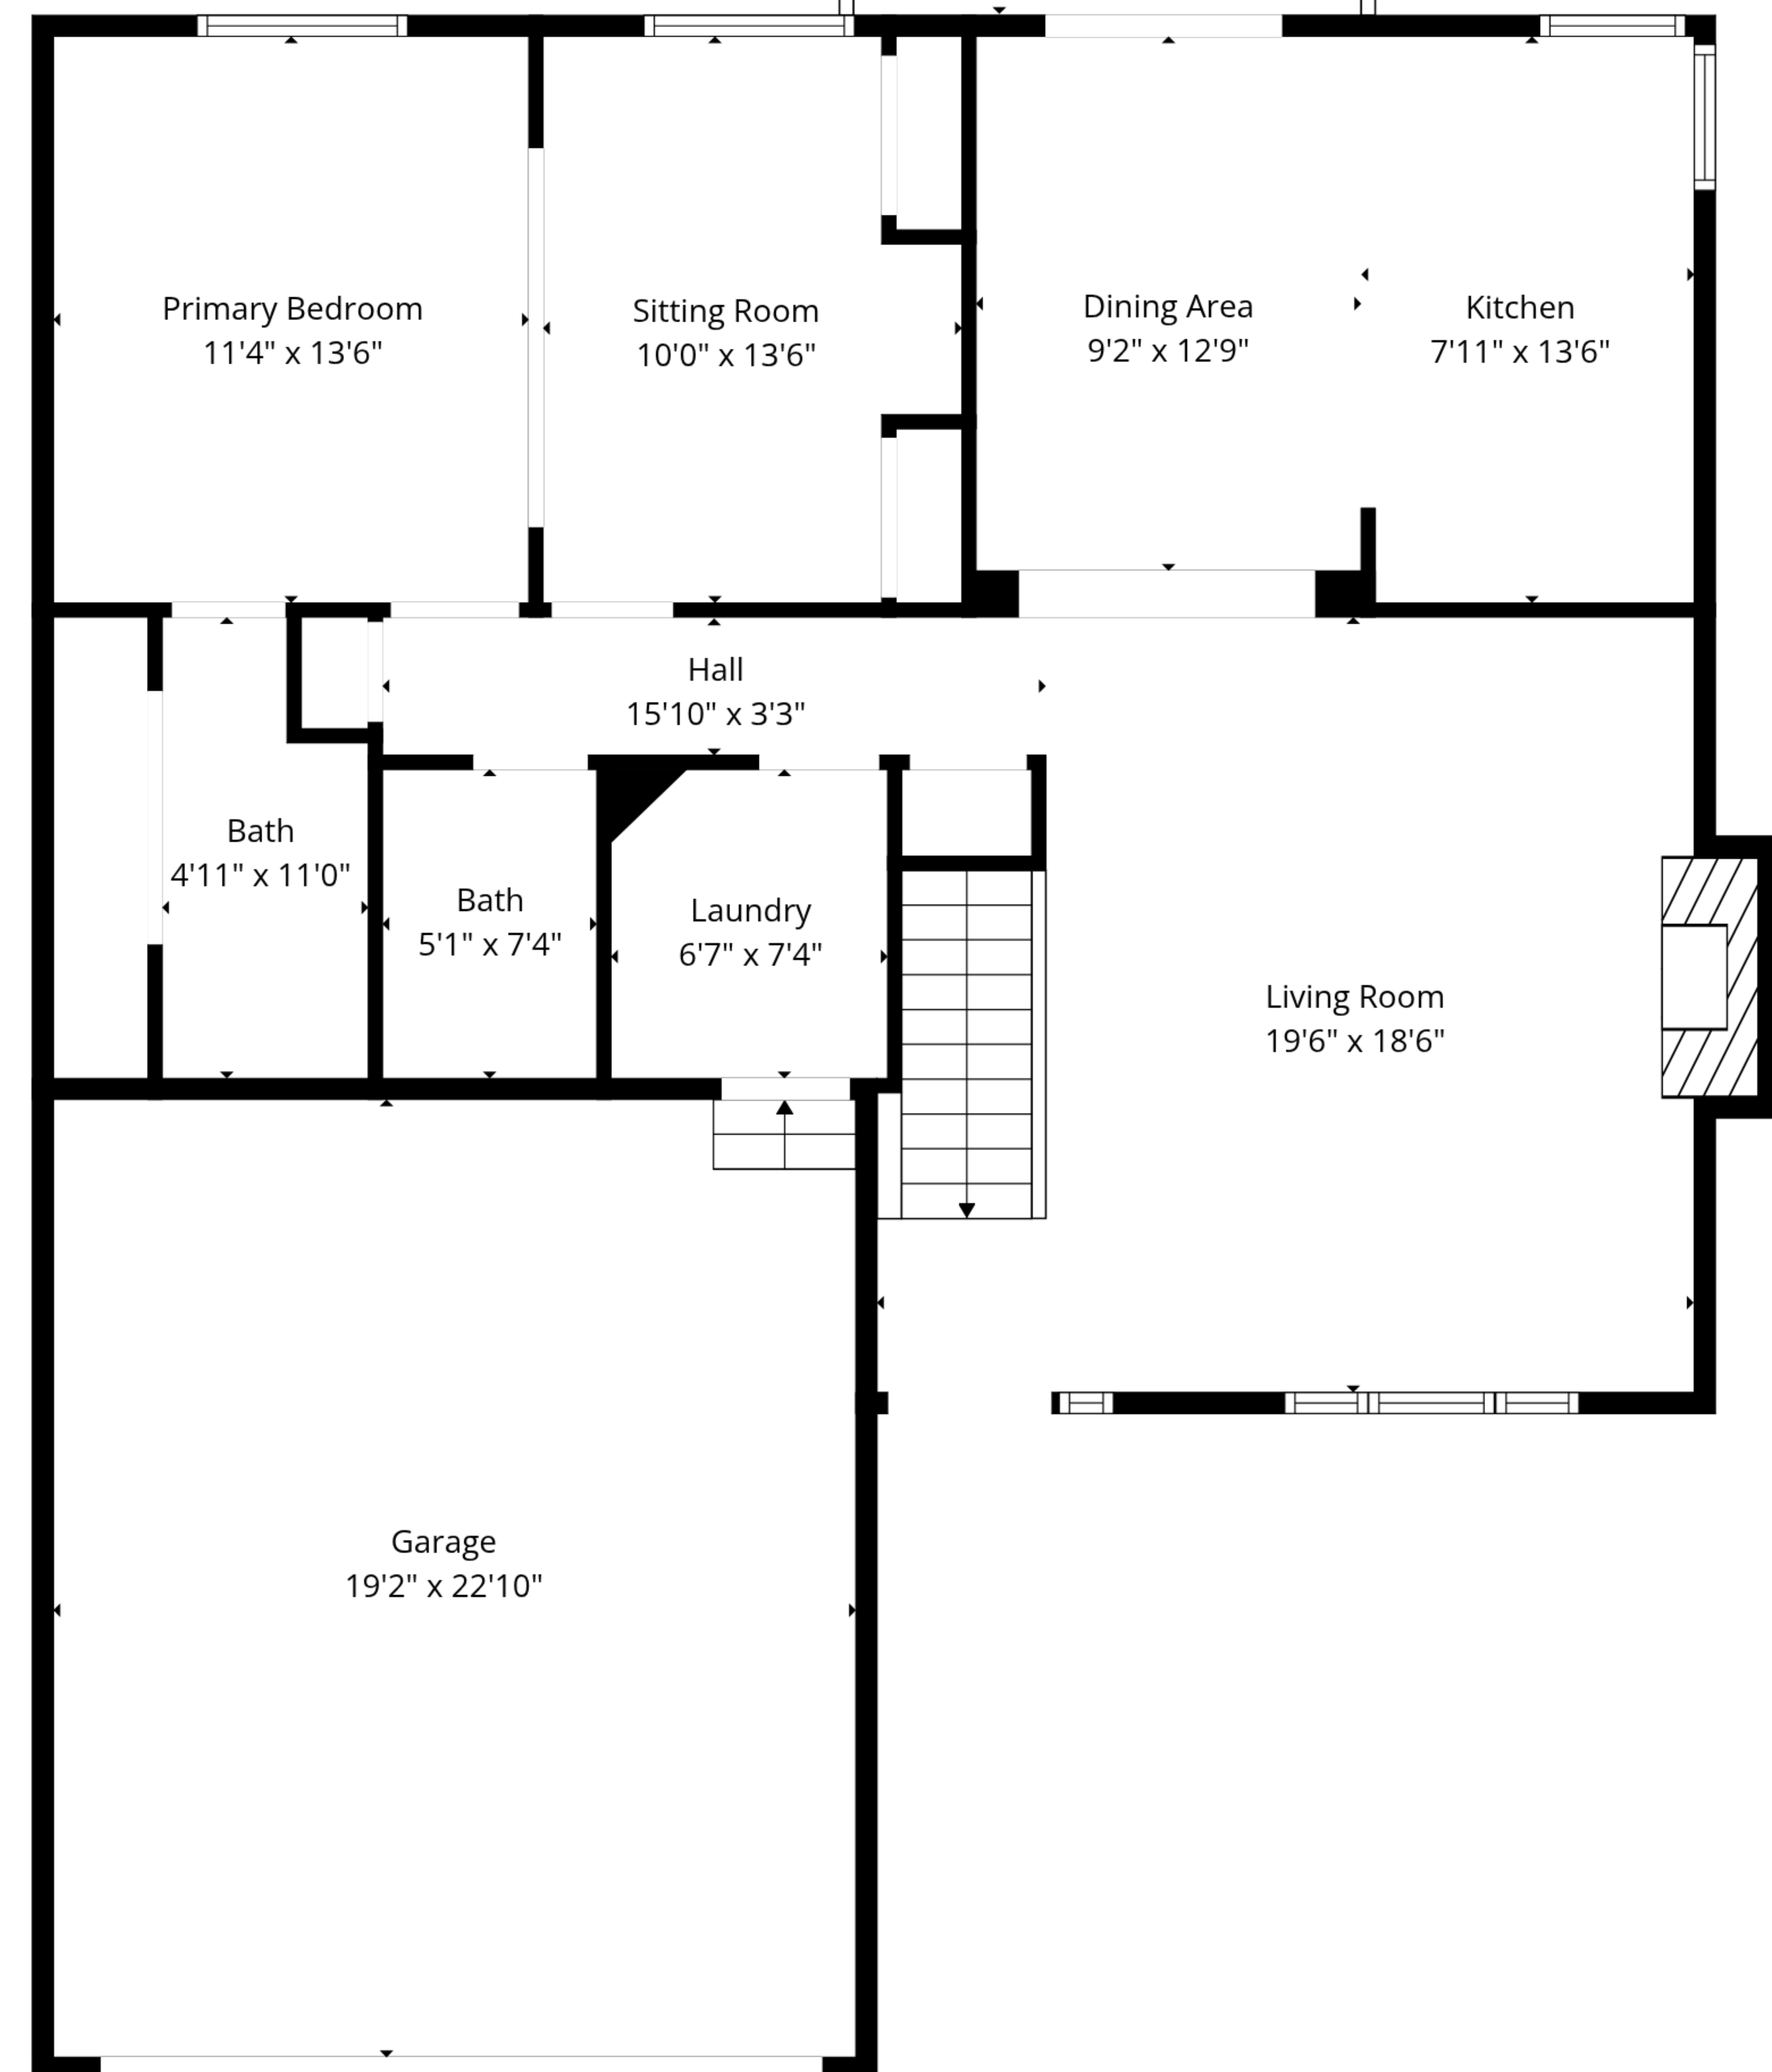 Primary Bedroom
11'4" x 13'6"
Sitting Room
10'0" x 13'6"
Dining Area
9'2" x 12'9"
Kitchen
7'11" x 13'6"
Hall
15'10" x 3'3"
Bath
4'11" x 11'0"
Bath
5'1" x 7'4"
Laundry
6'7" x 7'4"
Living Room
19'6" x 18'6"
Garage
19'2" x 22'10"